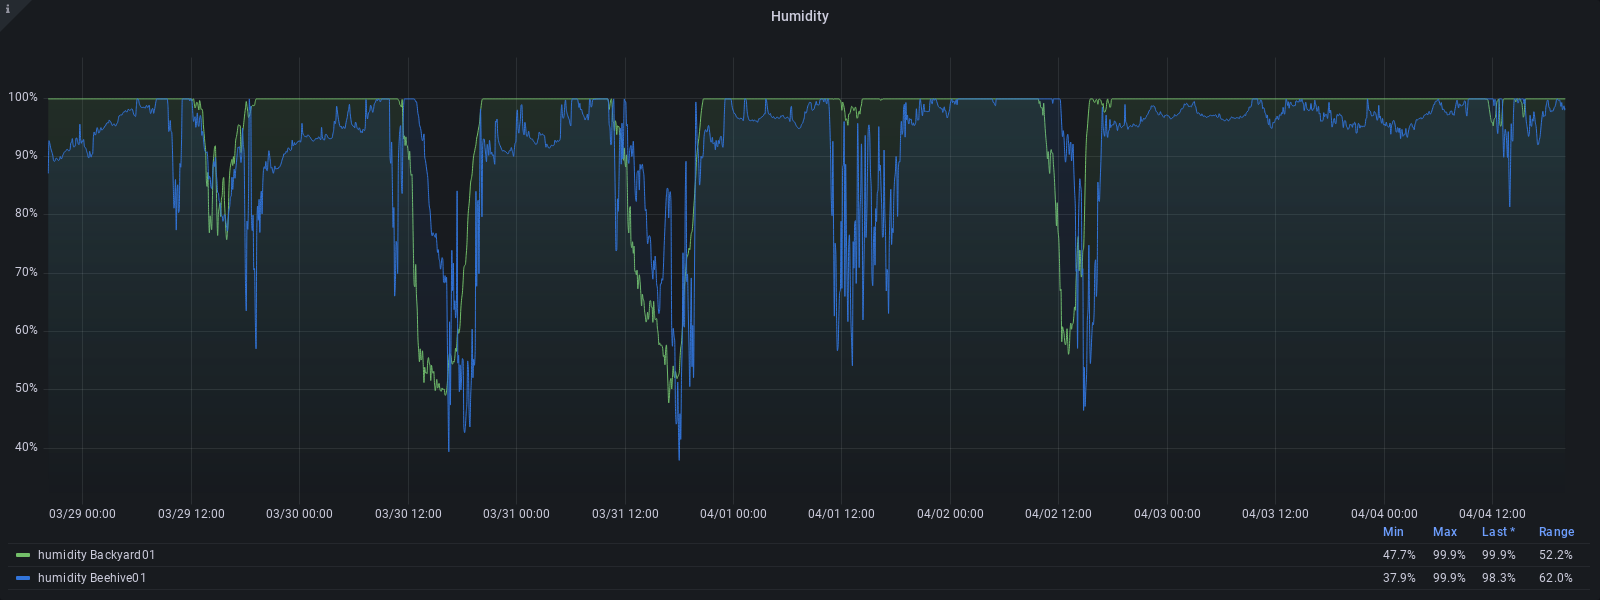 i
Humidity
100%
90%
80%
70%
60%
50%
40%
03/29 00:00 03/29 12:00 03/30 00:00 03/30 12:00 03/31 00:00 03/31 12:00 04/01 00:00 04/01 12:00 04/02 00:00 04/02 12:00 04/03 00:00 04/03 12:00 04/04 00:00 04/04 12:00
Min Max Last * Range
humidity Backyard01 47.7% 99.9% 99.9% 52.2%
humidity Beehive01 37.9% 99.9% 98.3% 62.0%